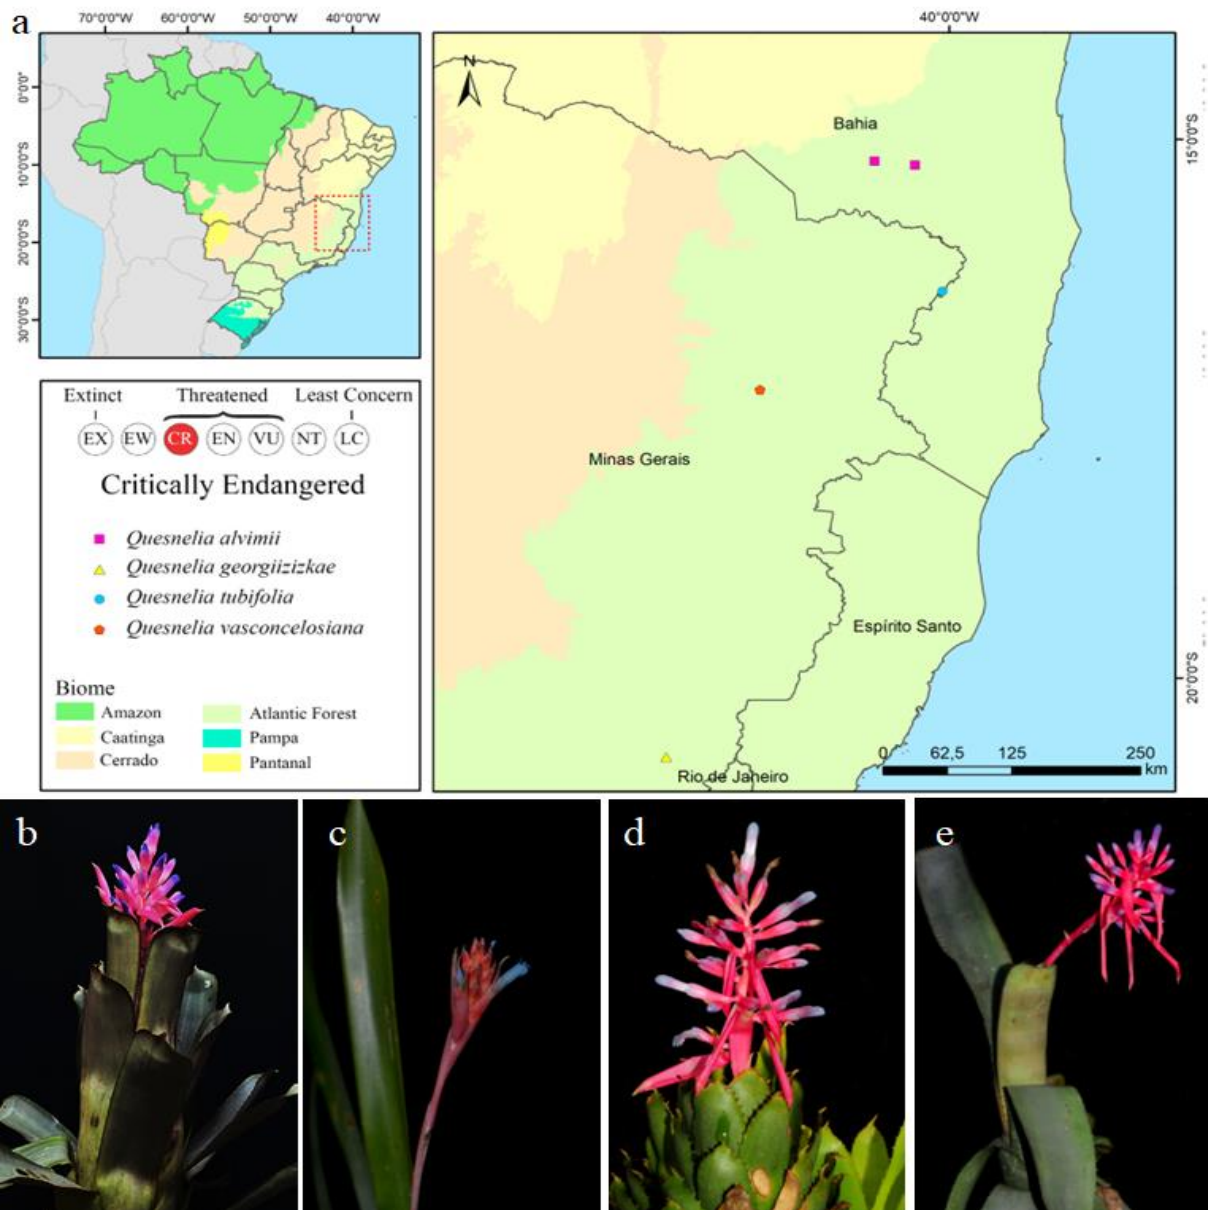 a
70°0'0"W 60°0'0"W 50°0'0"W 40°0'0"W
0°0'0"
10°0'0"S
20°0'0"S
30°0'0"S
40°0'0"W
N
Bahia
15°0'0"S
Minas Gerais
Espírito Santo
20°0'0"S
Rio de Janeiro
0 62,5 125 250
km
Extinct Threatened Least Concern
EX EW CR EN VU NT LC
Critically Endangered
Quesnelia alvimii
Quesnelia georgiizizkae
Quesnelia tubifolia
Quesnelia vasconcelosiana
Biome
Amazon
Caatinga
Cerrado
Atlantic Forest
Pampa
Pantanal
b
c
d
e